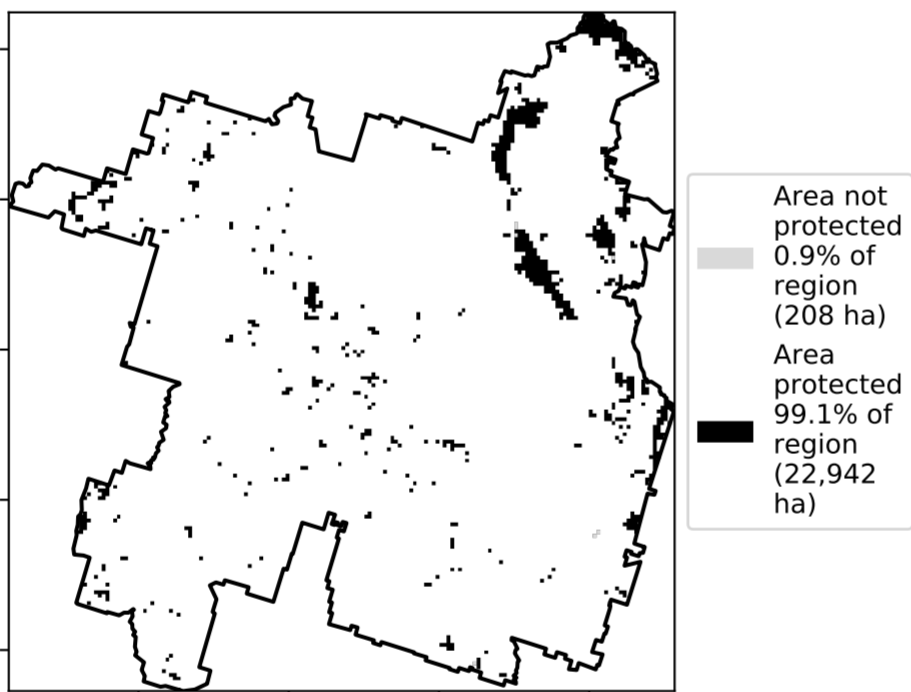 Area not
protected
0.9% of
region
(208 ha)
Area
protected
99.1% of
region
(22,942
ha)